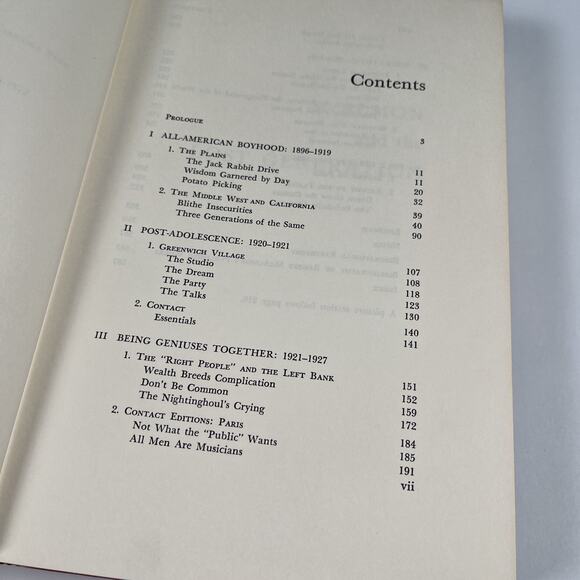 Contents
PROLOGUE 3
I ALL-AMERICAN BOYHOOD: 1896–1919
1. THE PLAINS 11
The Jack Rabbit Drive 11
Wisdom Garnered by Day 20
Potato Picking 32
2. THE MIDDLE WEST AND CALIFORNIA 39
Blithe Insecurities 40
Three Generations of the Same 90
II POST-ADOLESCENCE: 1920–1921
1. GREENWICH VILLAGE 107
The Studio 108
The Dream 118
The Party 123
The Talks 130
2. CONTACT 140
Essentials 141
III BEING GENIUSES TOGETHER: 1921–1927
1. THE "RIGHT PEOPLE" AND THE LEFT BANK 151
Wealth Breeds Complication 152
Don't Be Common 159
The Nightinghoul's Crying 172
2. CONTACT EDITIONS: PARIS 184
Not What the "Public" Wants 185
All Men Are Musicians 191
vii